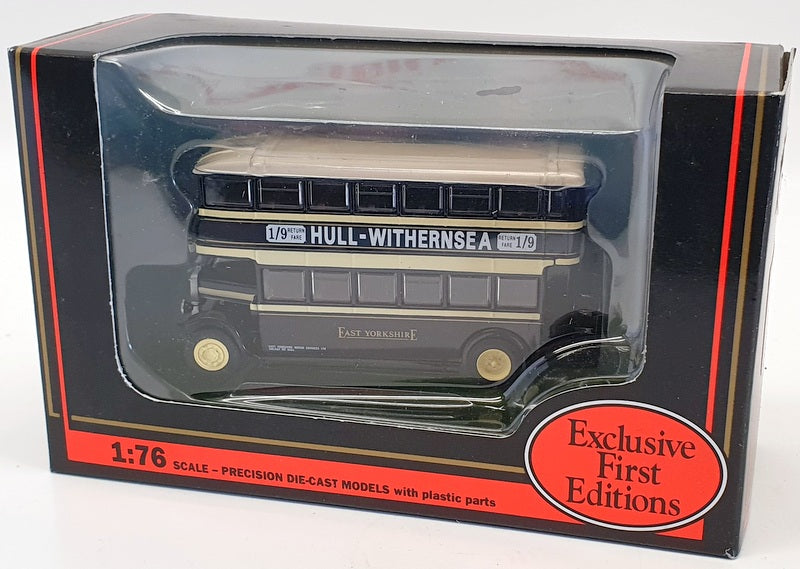 1/9 RETURN FARE HULL-WITHERNSEA RETURN FARE 1/9
EAST YORKSHIRE
1:76 SCALE – PRECISION DIE-CAST MODELS with plastic parts
Exclusive
First
Editions